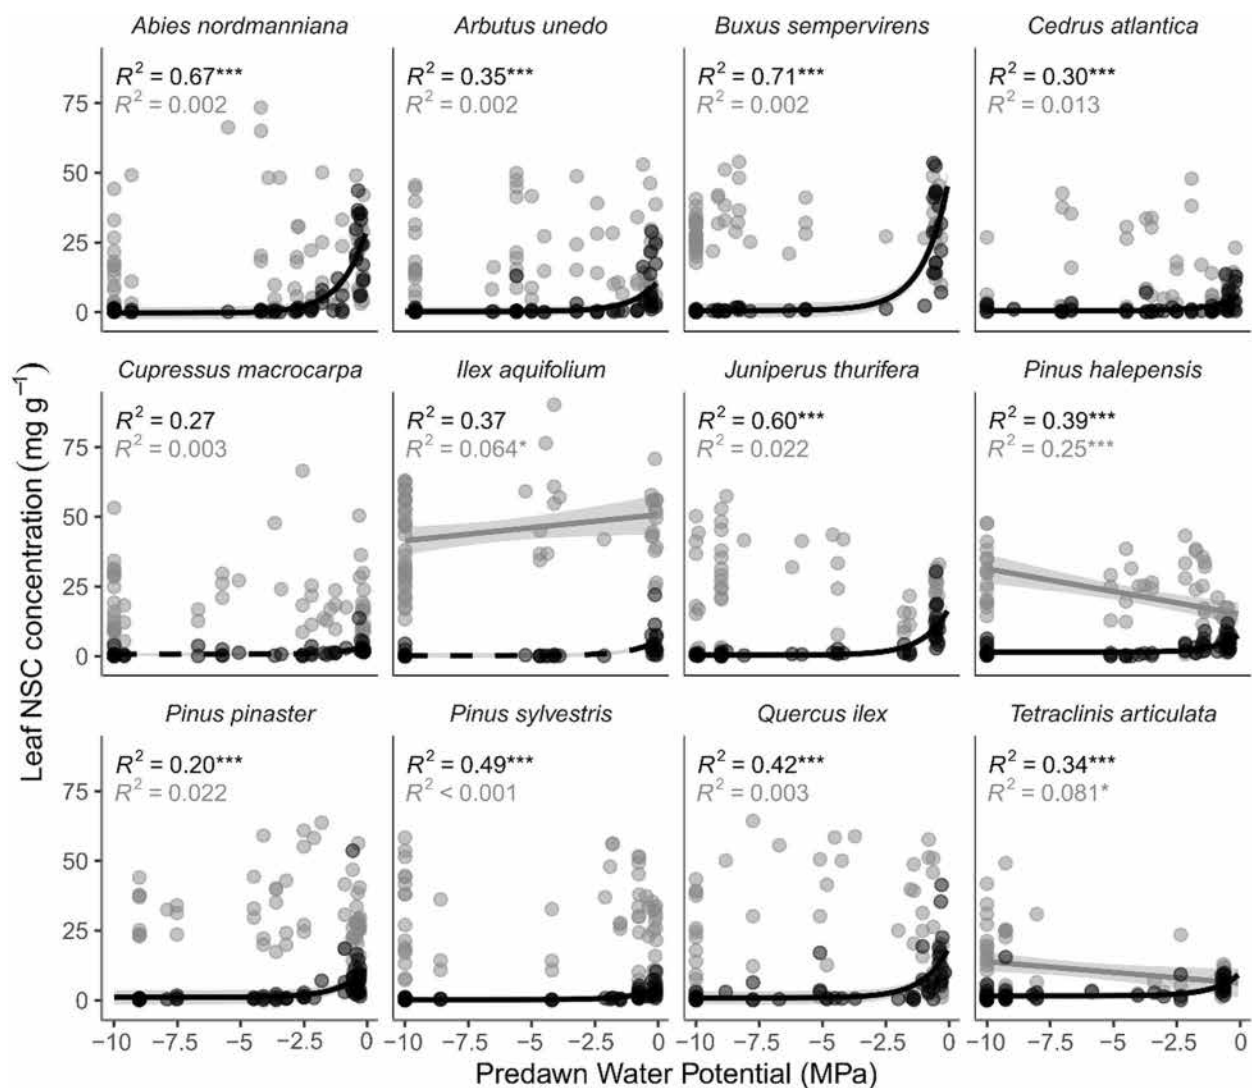 Abies nordmanniana
Arbutus unedo
Buxus sempervirens
Cedrus atlantica
R² = 0.67***
R² = 0.002
R² = 0.35***
R² = 0.002
R² = 0.71***
R² = 0.002
R² = 0.30***
R² = 0.013
75
50
25
0
Cupressus macrocarpa
Ilex aquifolium
Juniperus thurifera
Pinus halepensis
R² = 0.27
R² = 0.003
R² = 0.37
R² = 0.064*
R² = 0.60***
R² = 0.022
R² = 0.39***
R² = 0.25***
75
50
25
0
Leaf NSC concentration (mg g⁻¹)
Pinus pinaster
Pinus sylvestris
Quercus ilex
Tetraclinis articulata
R² = 0.20***
R² = 0.022
R² = 0.49***
R² < 0.001
R² = 0.42***
R² = 0.003
R² = 0.34***
R² = 0.081*
75
50
25
0
−10 −7.5 −5 −2.5 0 −10 −7.5 −5 −2.5 0 −10 −7.5 −5 −2.5 0 −10 −7.5 −5 −2.5 0
Predawn Water Potential (MPa)